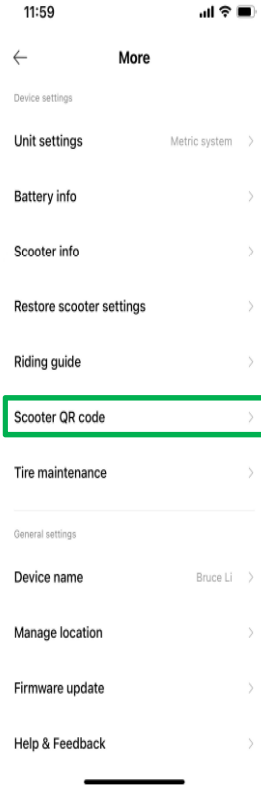 11:59
More
Device settings
Unit settings Metric system
Battery info
Scooter info
Restore scooter settings
Riding guide
Scooter QR code
Tire maintenance
General settings
Device name Bruce Li
Manage location
Firmware update
Help & Feedback